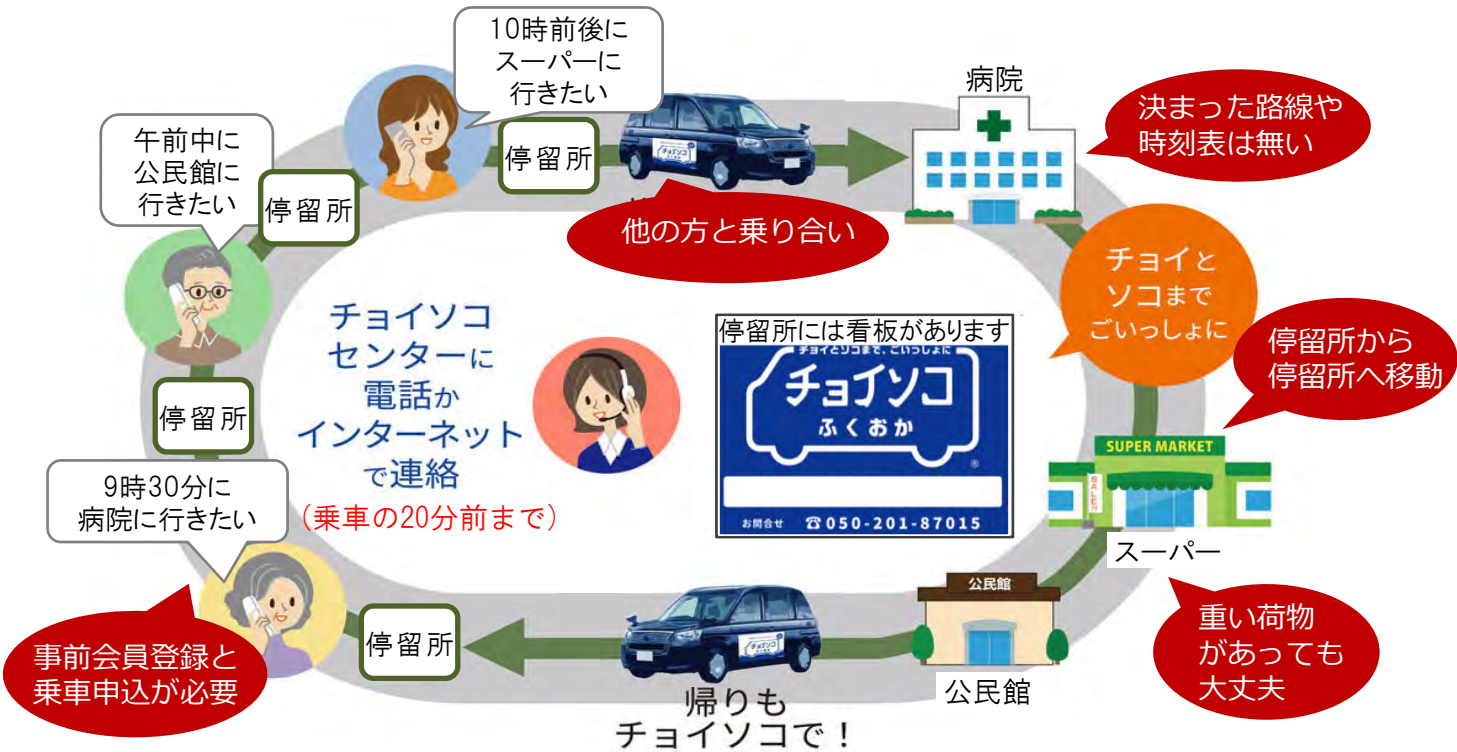 10時前後に
スーパーに
行きたい
病院
決まった路線や
時刻表は無い
午前中に
公民館に
行きたい
停留所
チョイソコ
停留所
他の方と乗り合い
チョイと
ソコまで
ごいっしょに
チョイソコ
センターに
電話か
インターネット
で連絡
(乗車の20分前まで)
停留所には看板があります
チョイとソコまで、ごいっしょに
チョイソコ
ふくおか
®
お問合せ ☎050-201-87015
停留所から
停留所へ移動
停留所
SUPER MARKET
SALE
スーパー
9時30分に
病院に行きたい
事前会員登録と
乗車申込が必要
停留所
チョイソコ
帰りも
チョイソコで！
公民館
公民館
重い荷物
があっても
大丈夫